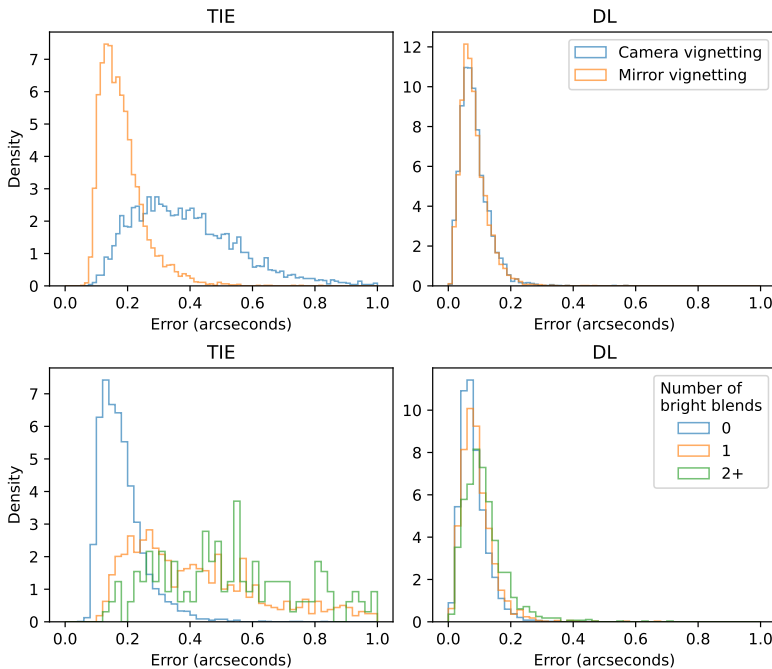 TIE
DL
7
6
5
4
3
2
1
0
Density
0.0 0.2 0.4 0.6 0.8 1.0
Error (arcseconds)
12
10
8
6
4
2
0
Camera vignetting
Mirror vignetting
0.0 0.2 0.4 0.6 0.8 1.0
Error (arcseconds)
TIE
DL
7
6
5
4
3
2
1
0
Density
0.0 0.2 0.4 0.6 0.8 1.0
Error (arcseconds)
10
8
6
4
2
0
Number of
bright blends
0
1
2+
0.0 0.2 0.4 0.6 0.8 1.0
Error (arcseconds)